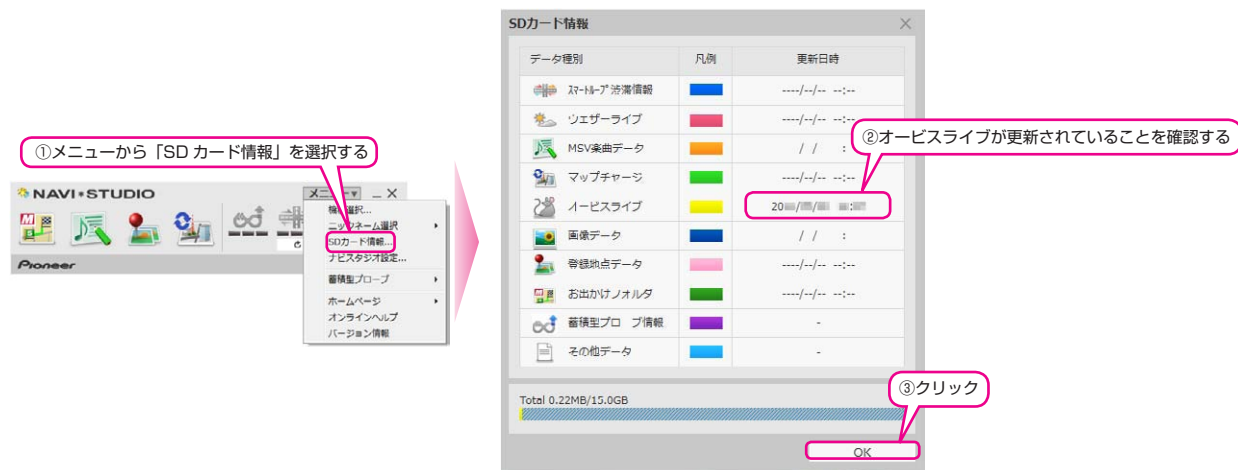 ①メニューから「SD カード情報」を選択する
NAVI*STUDIO
メニュー▼
機種選択...
ニックネーム選択
SDカード情報...
ナビスタジオ設定...
蓄積型プローブ
ホームページ
オンラインヘルプ
バージョン情報
Pioneer
SDカード情報
データ種別 凡例 更新日時
スマートループ渋滞情報 ----/--/-- --:--
ウェザーライブ ----/--/-- --:--
②オービスライブが更新されていることを確認する
MSV楽曲データ / / :
マップチャージ ----/--/-- --:--
オービスライブ 20 / / :
画像データ / / :
登録地点データ ----/--/-- --:--
お出かけフォルダ ----/--/-- --:--
蓄積型プローブ情報 -
その他データ -
③クリック
Total 0.22MB/15.0GB
OK